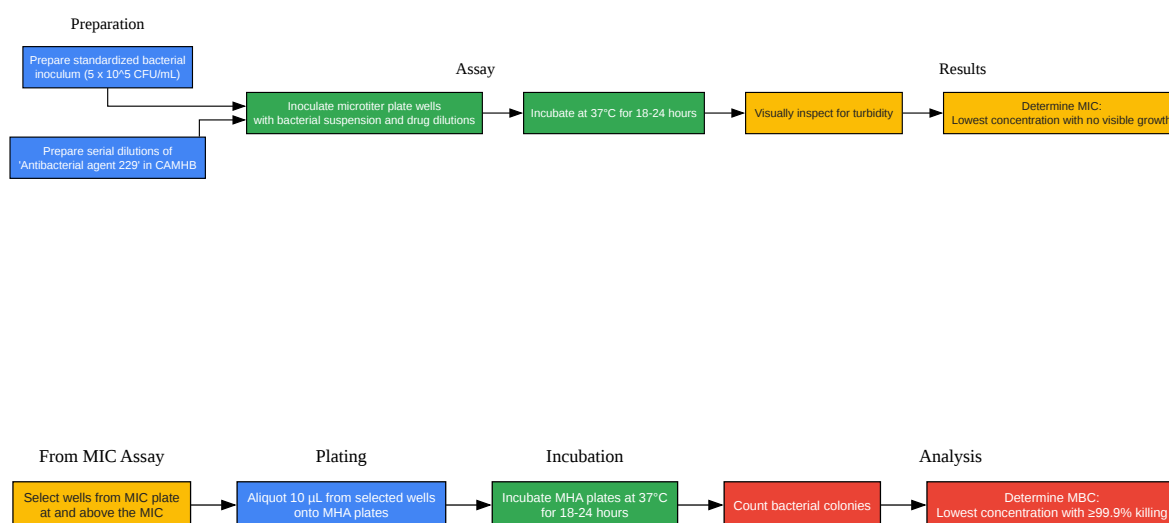 Preparation
Prepare standardized bacterial
inoculum (5 x 10^5 CFU/mL)
Prepare serial dilutions of
'Antibacterial agent 229' in CAMHB
Assay
Inoculate microtiter plate wells
with bacterial suspension and drug dilutions
Incubate at 37°C for 18-24 hours
Visually inspect for turbidity
Results
Determine MIC:
Lowest concentration with no visible growth
From MIC Assay
Select wells from MIC plate
at and above the MIC
Plating
Aliquot 10 µL from selected wells
onto MHA plates
Incubation
Incubate MHA plates at 37°C
for 18-24 hours
Analysis
Count bacterial colonies
Determine MBC:
Lowest concentration with ≥99.9% killing